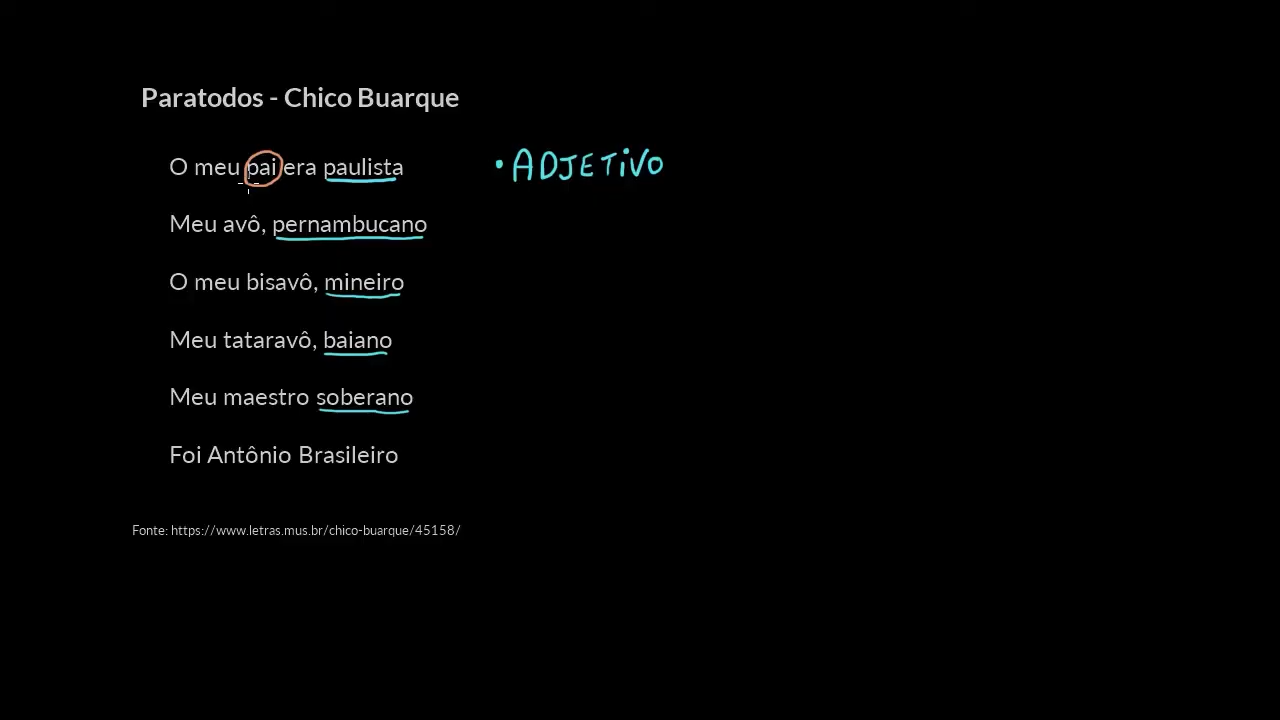 Paratodos - Chico Buarque
O meu pai era paulista
• ADJETIVO
Meu avô, pernambucano
O meu bisavô, mineiro
Meu tataravô, baiano
Meu maestro soberano
Foi Antônio Brasileiro
Fonte: https://www.letras.mus.br/chico-buarque/45158/